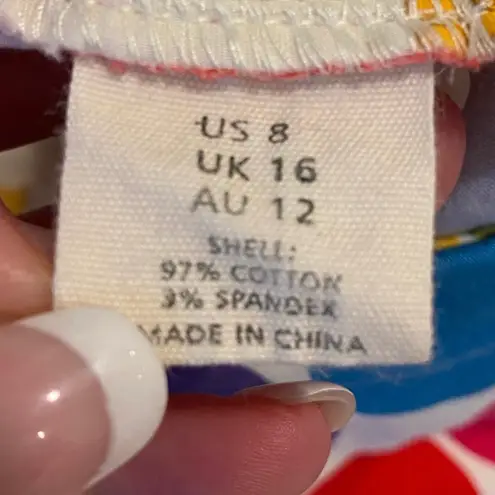 US 8
UK 16
AU 12
SHELL:
97% COTTON
3% SPANDEX
MADE IN CHINA